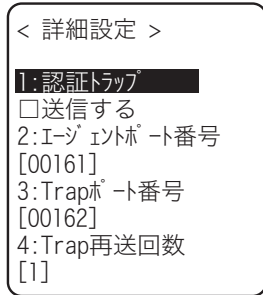 < 詳細設定 >
1:認証ﾄﾗｯﾌﾟ
□送信する
2:ｴｰｼﾞｪﾝﾄﾎﾟｰﾄ番号
[00161]
3:Trapﾎﾟｰﾄ番号
[00162]
4:Trap再送回数
[1]